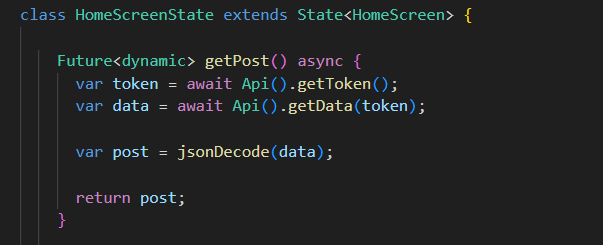 class HomeScreenState extends State<HomeScreen> {
Future<dynamic> getPost() async {
var token = await Api().getToken();
var data = await Api().getData(token);
var post = jsonDecode(data);
return post;
}